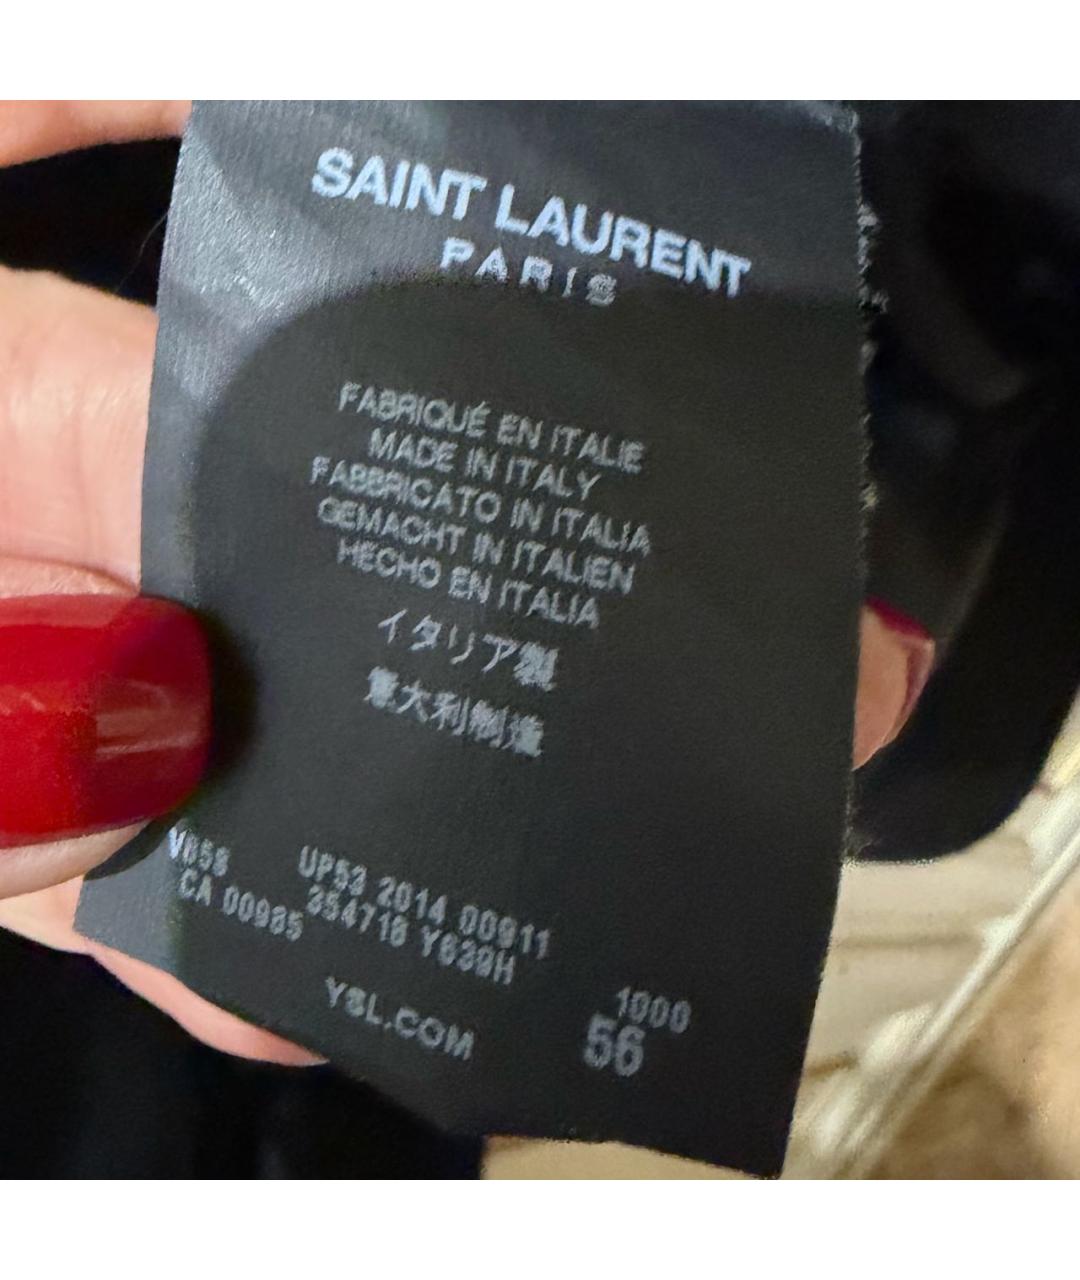 SAINT LAURENT
PARIS
FABRIQUÉ EN ITALIE
MADE IN ITALY
FABBRICATO IN ITALIA
GEMACHT IN ITALIEN
HECHO EN ITALIA
イタリア製
意大利制造
UP53 2014 00911
CA 00985 354718 Y639H
YSL.COM
1000
56